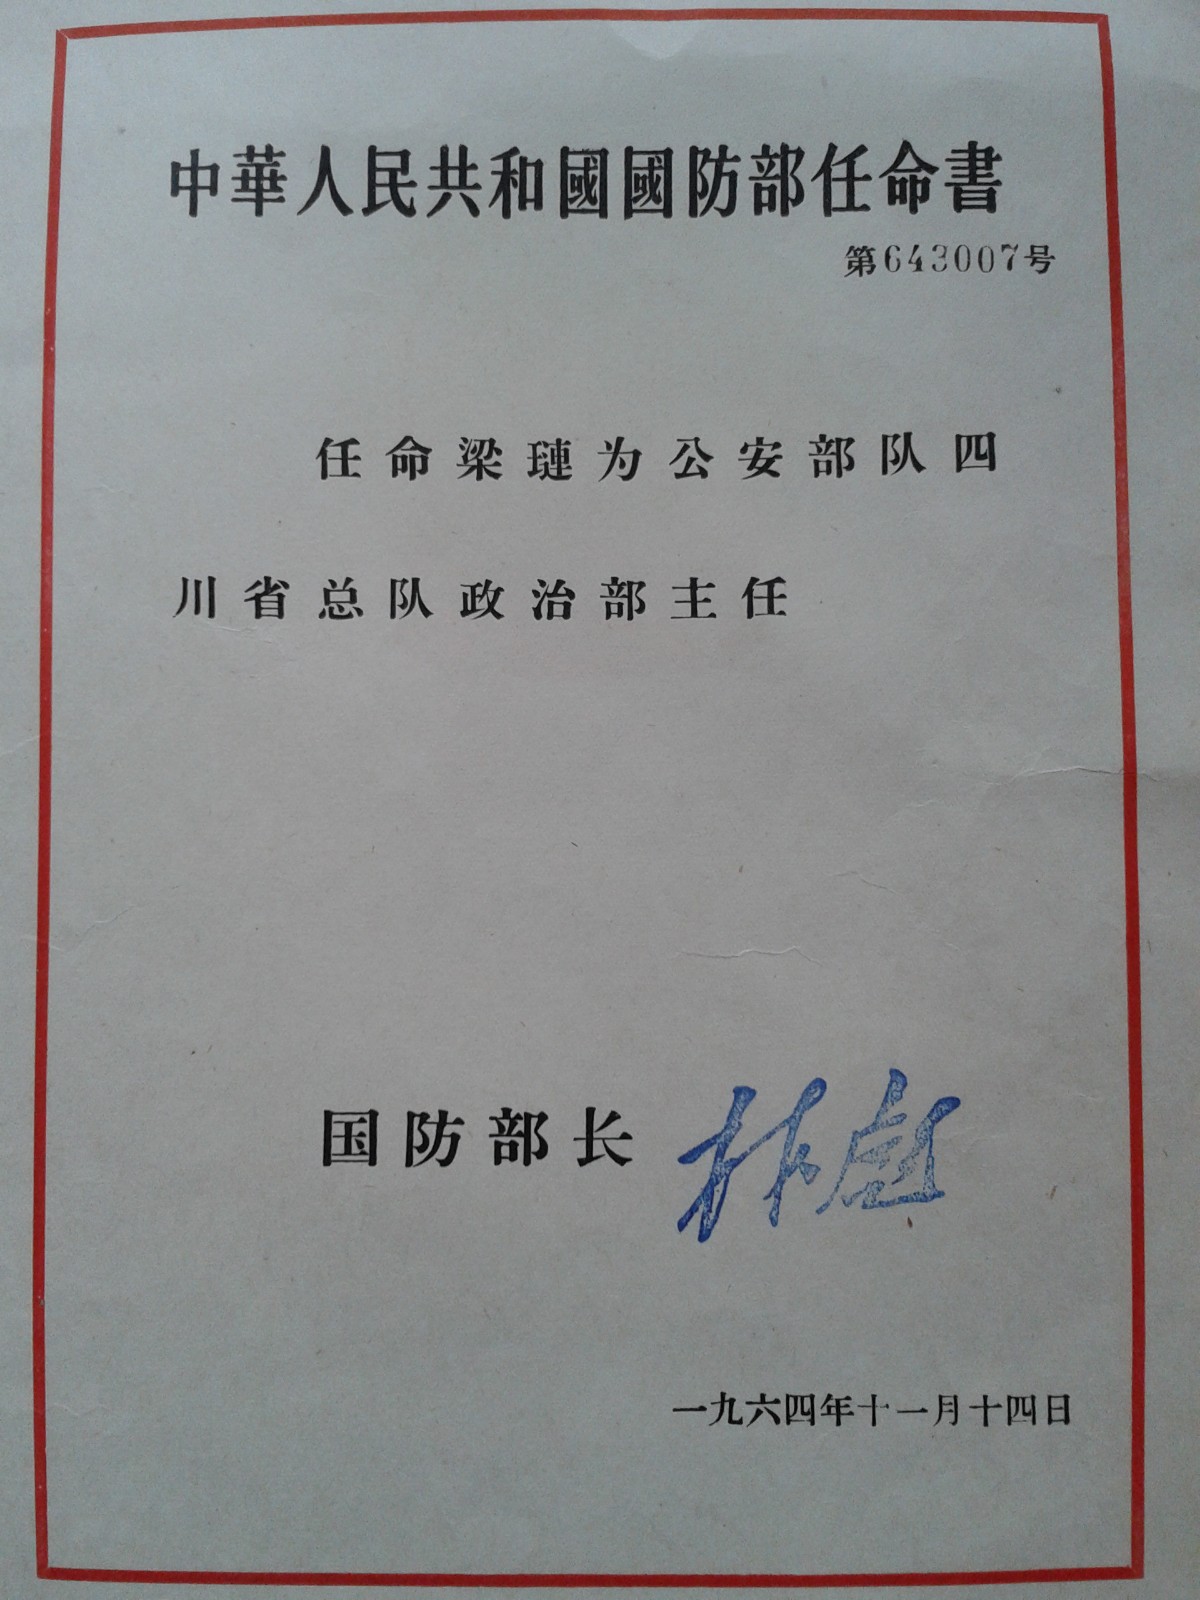 中華人民共和國國防部任命書
第643007号
任命梁璉为公安部队四
川省总队政治部主任
国防部长 林彪
一九六四年十一月十四日